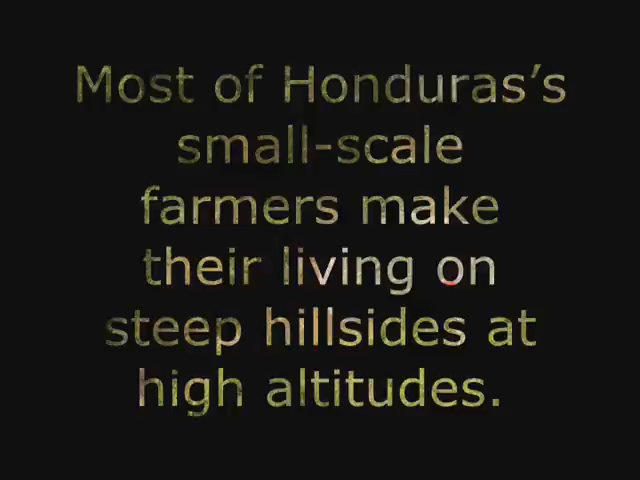 Most of Honduras’s
small-scale
farmers make
their living on
steep hillsides at
high altitudes.